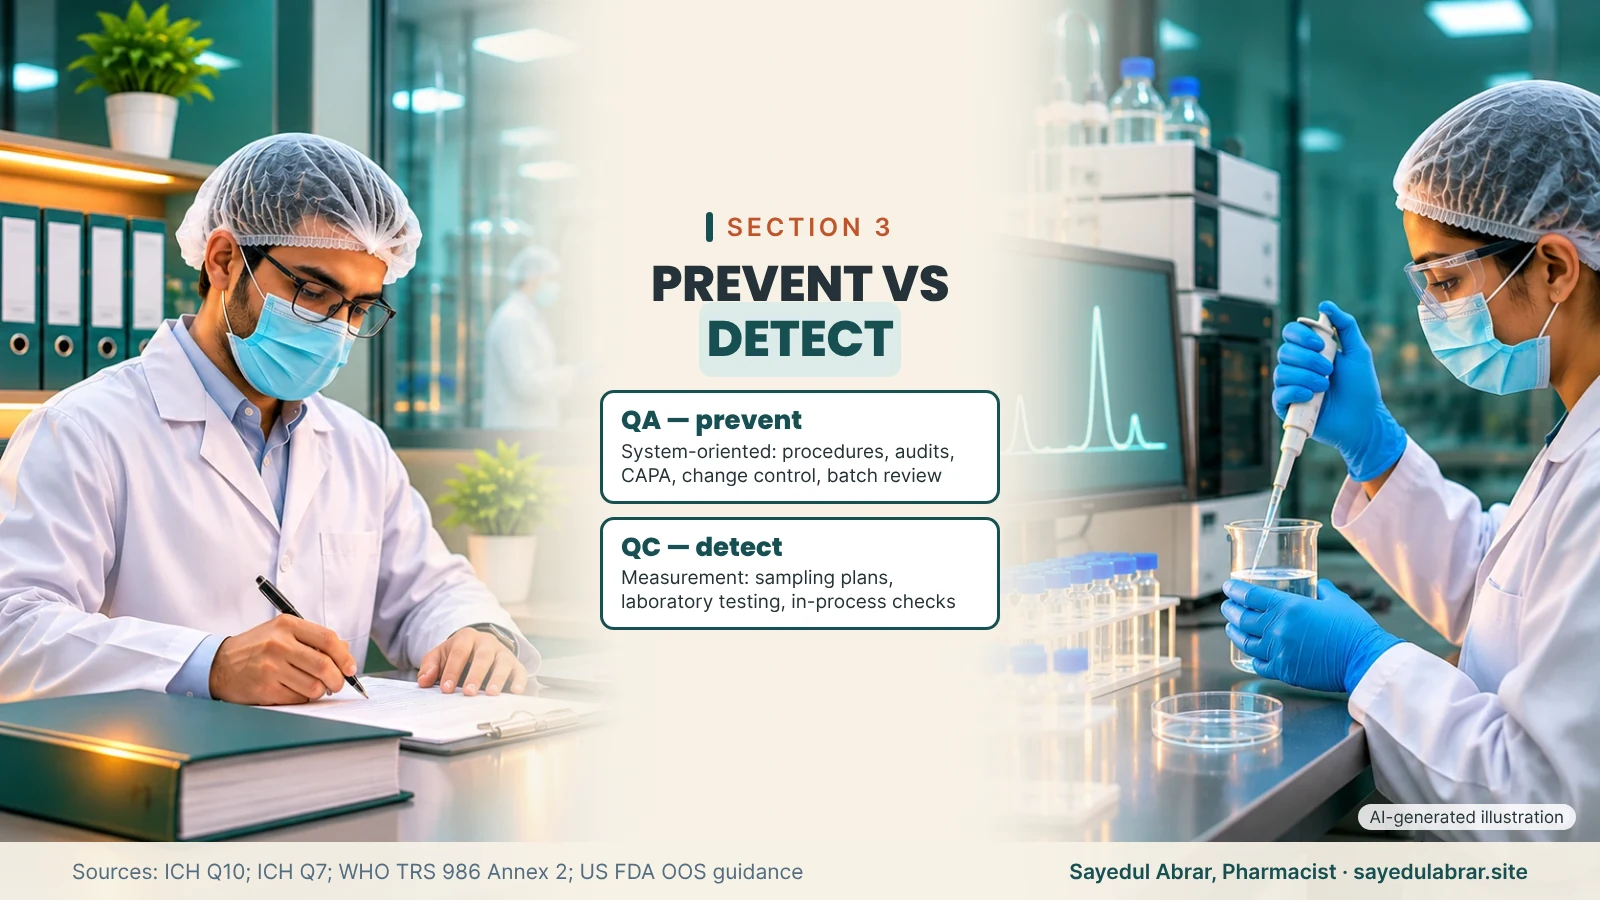 SECTION 3
PREVENT VS
DETECT
QA — prevent
System-oriented: procedures, audits,
CAPA, change control, batch review
QC — detect
Measurement: sampling plans,
laboratory testing, in-process checks
AI-generated illustration
Sources: ICH Q10; ICH Q7; WHO TRS 986 Annex 2; US FDA OOS guidance
Sayedul Abrar, Pharmacist · sayedulabrar.site